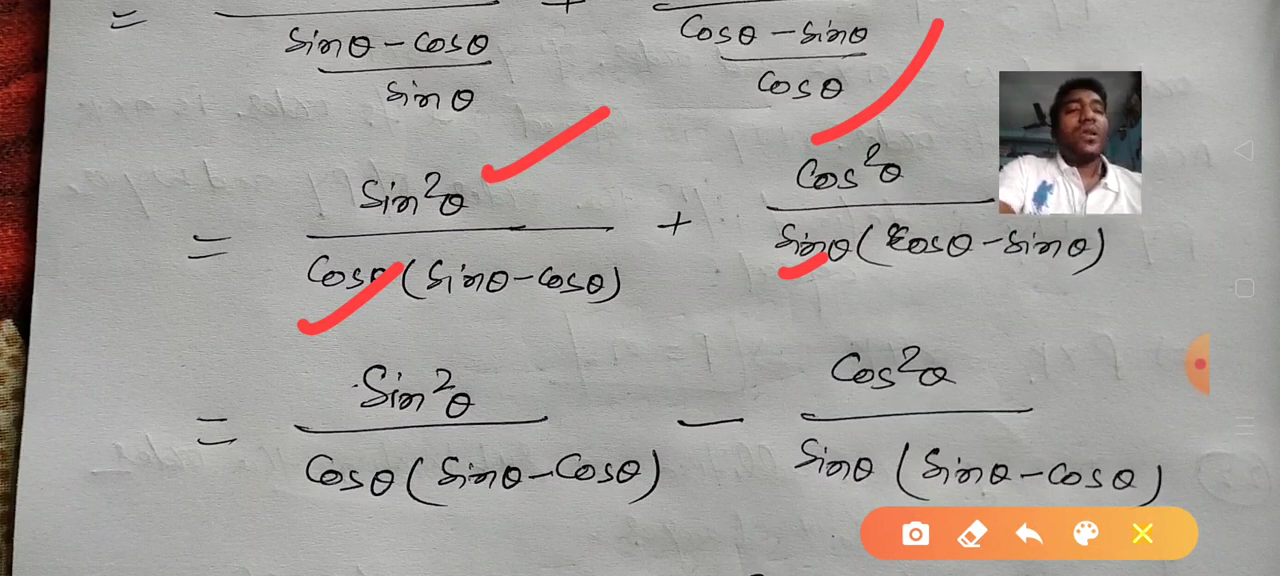 = + 
sinθ - cosθ cosθ - sinθ
sinθ cosθ
= sin²θ / cosθ (sinθ - cosθ) + cos²θ / sinθ (cosθ - sinθ)
= sin²θ / cosθ (sinθ - cosθ) - cos²θ / sinθ (sinθ - cosθ)